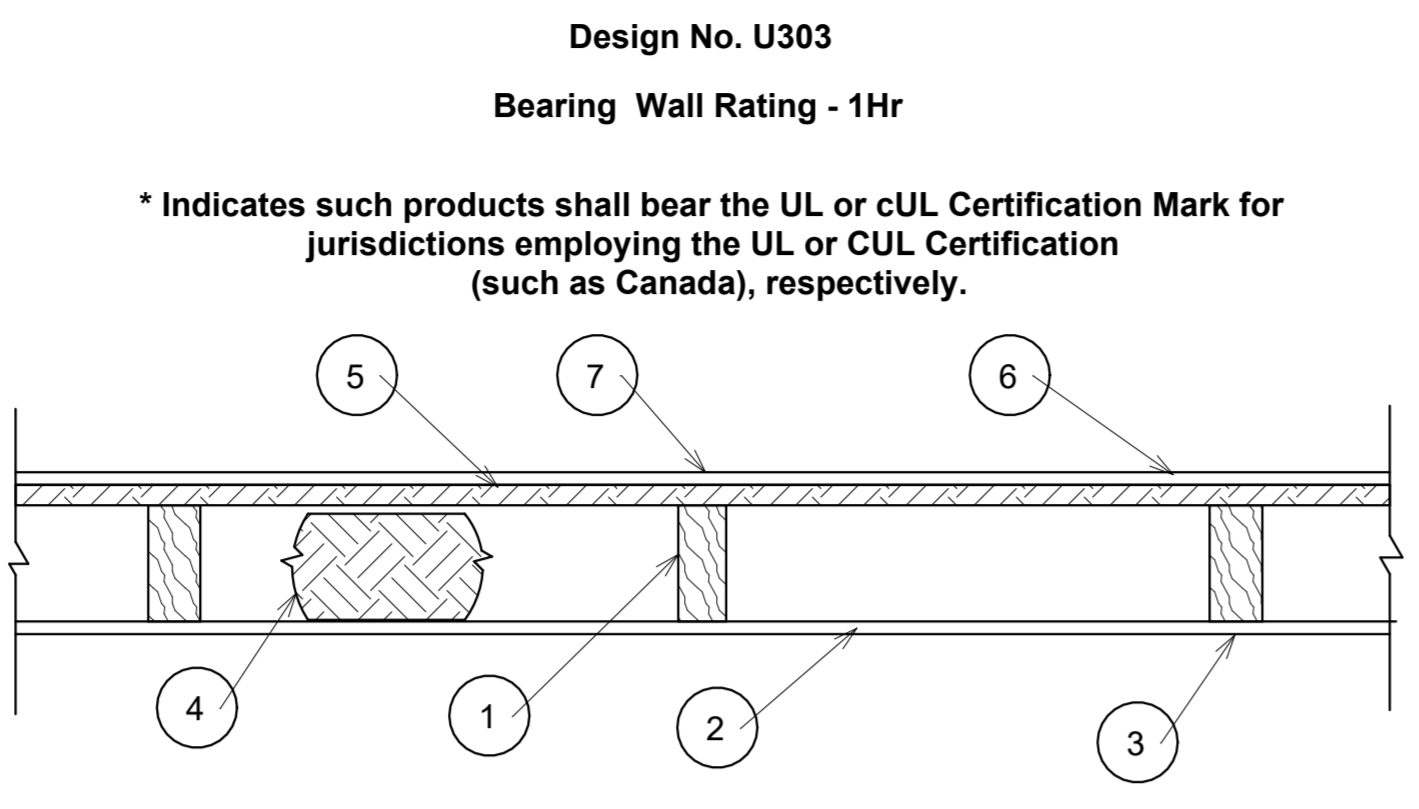 Design No. U303
Bearing Wall Rating - 1Hr
* Indicates such products shall bear the UL or cUL Certification Mark for
jurisdictions employing the UL or CUL Certification
(such as Canada), respectively.
5
7
6
4
1
2
3